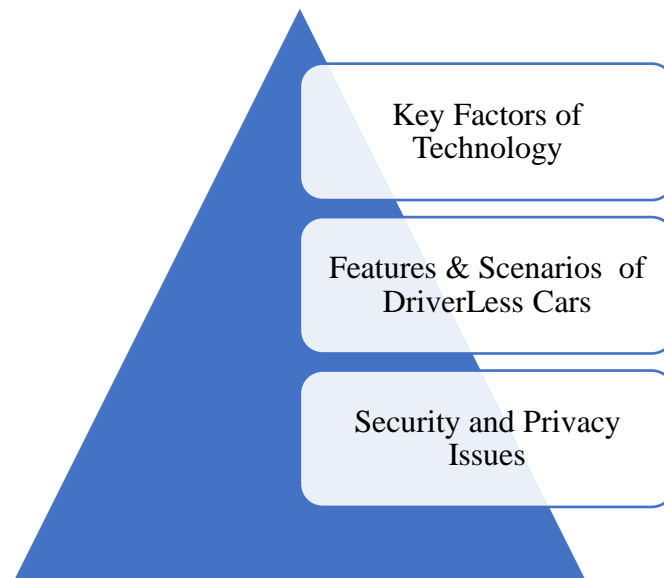 Key Factors of
Technology
Features & Scenarios of
DriverLess Cars
Security and Privacy
Issues